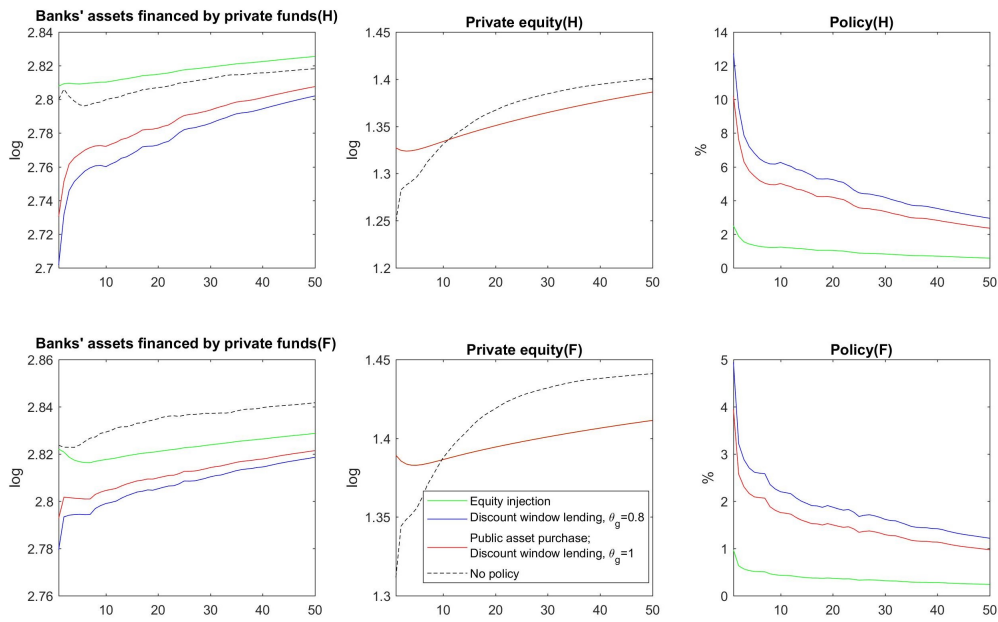 Banks' assets financed by private funds(H)
2.84
2.82
2.8
2.78
2.76
2.74
2.72
2.7
log
10 20 30 40 50
Private equity(H)
1.45
1.4
1.35
1.3
1.25
1.2
log
10 20 30 40 50
Policy(H)
14
12
10
8
6
4
2
0
%
10 20 30 40 50
Banks' assets financed by private funds(F)
2.86
2.84
2.82
2.8
2.78
2.76
log
10 20 30 40 50
Private equity(F)
1.45
1.4
1.35
1.3
log
10 20 30 40 50
Equity injection
Discount window lending, θ_g=0.8
Public asset purchase;
Discount window lending, θ_g=1
No policy
Policy(F)
5
4
3
2
1
0
%
10 20 30 40 50